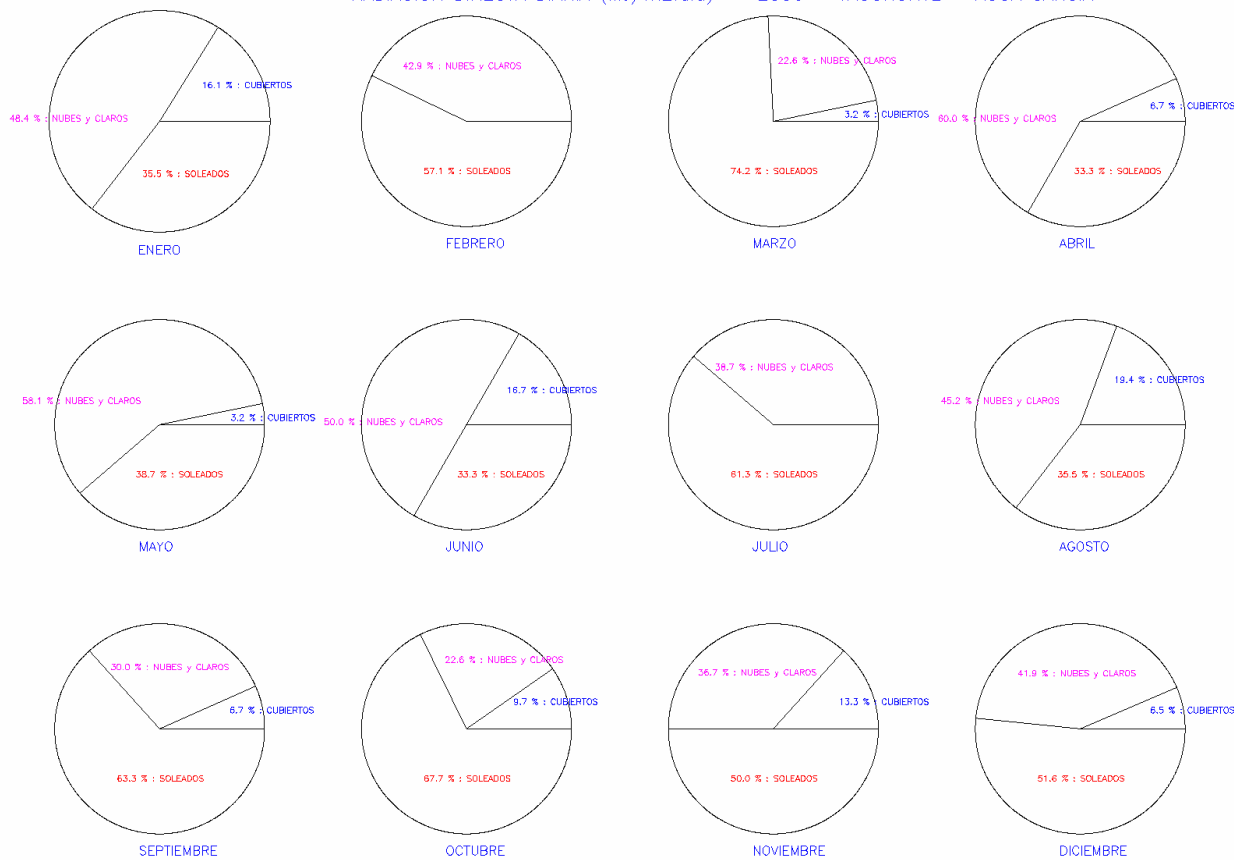 48.4 % : NUBES y CLAROS
16.1 % : CUBIERTOS
35.5 % : SOLEADOS
ENERO
42.9 % : NUBES y CLAROS
57.1 % : SOLEADOS
FEBRERO
22.6 % : NUBES y CLAROS
3.2 % : CUBIERTOS
74.2 % : SOLEADOS
MARZO
60.0 % : NUBES y CLAROS
6.7 % : CUBIERTOS
33.3 % : SOLEADOS
ABRIL
58.1 % : NUBES y CLAROS
3.2 % : CUBIERTOS
38.7 % : SOLEADOS
MAYO
50.0 % : NUBES y CLAROS
16.7 % : CUBIERTOS
33.3 % : SOLEADOS
JUNIO
38.7 % : NUBES y CLAROS
61.3 % : SOLEADOS
JULIO
45.2 % : NUBES y CLAROS
19.4 % : CUBIERTOS
35.5 % : SOLEADOS
AGOSTO
30.0 % : NUBES y CLAROS
6.7 % : CUBIERTOS
63.3 % : SOLEADOS
SEPTIEMBRE
22.6 % : NUBES y CLAROS
9.7 % : CUBIERTOS
67.7 % : SOLEADOS
OCTUBRE
36.7 % : NUBES y CLAROS
13.3 % : CUBIERTOS
50.0 % : SOLEADOS
NOVIEMBRE
41.9 % : NUBES y CLAROS
6.5 % : CUBIERTOS
51.6 % : SOLEADOS
DICIEMBRE